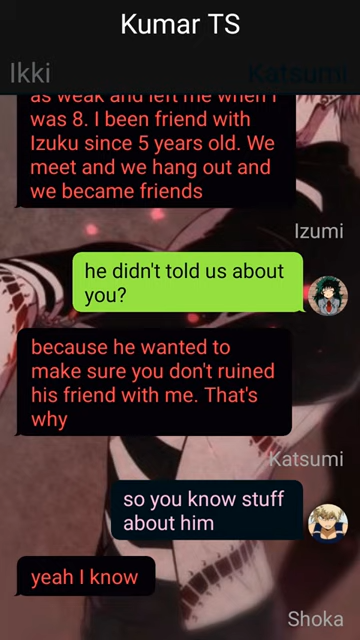 Kumar TS
Ikki
Katsumi
as weak and left me when I
was 8. I been friend with
Izuku since 5 years old. We
meet and we hang out and
we became friends
Izumi
he didn't told us about
you?
because he wanted to
make sure you don't ruined
his friend with me. That's
why
Katsumi
so you know stuff
about him
yeah I know
Shoka